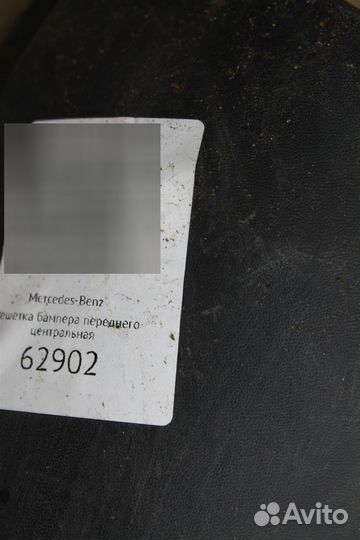 Mercedes-Benz
ешетка бампера переднего
центральная
62902
Avito